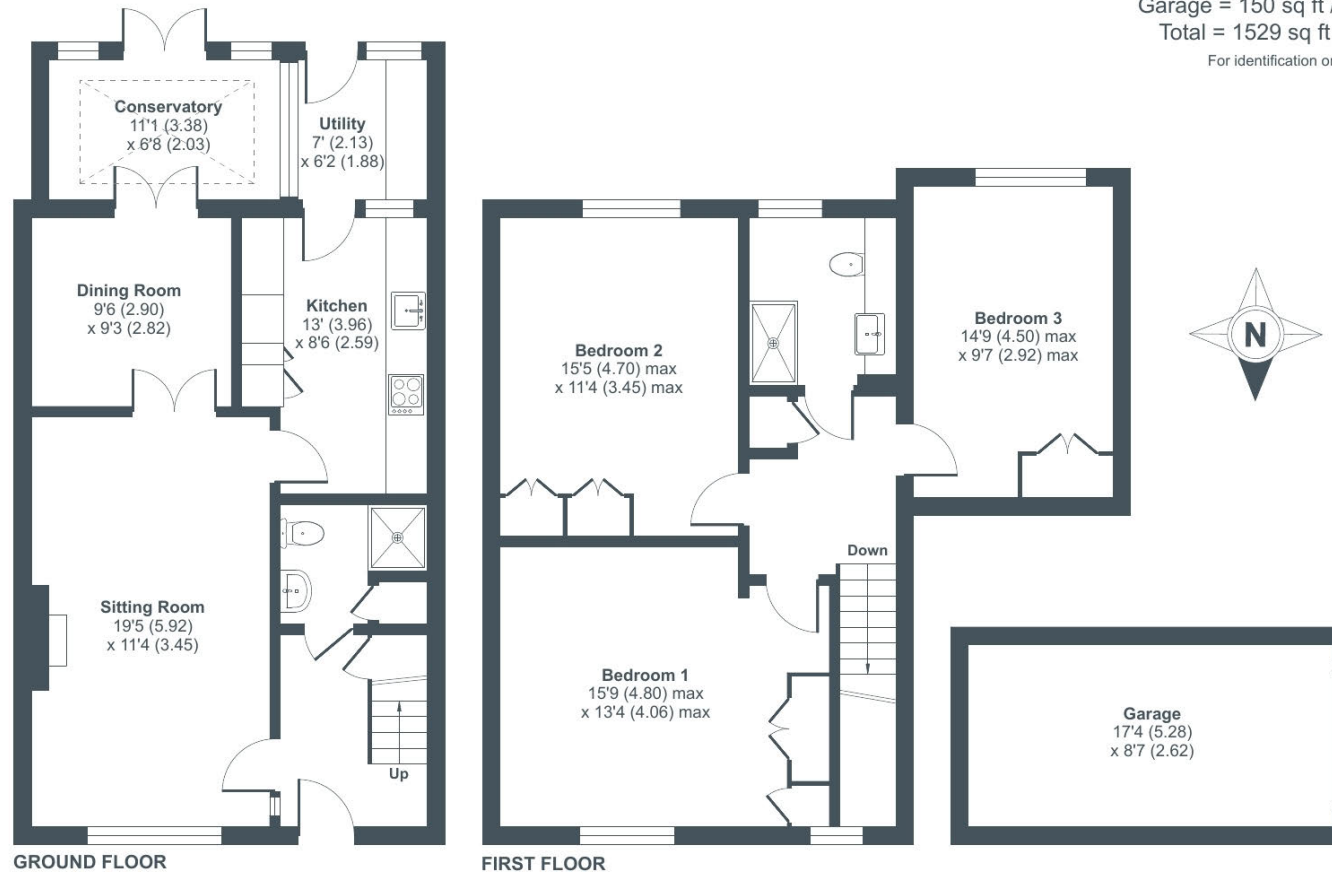 Garage = 150 sq ft /
Total = 1529 sq ft
For identification
Conservatory
11'1 (3.38)
x 6'8 (2.03)
Utility
7' (2.13)
x 6'2 (1.88)
Dining Room
9'6 (2.90)
x 9'3 (2.82)
Kitchen
13' (3.96)
x 8'6 (2.59)
Sitting Room
19'5 (5.92)
x 11'4 (3.45)
Up
GROUND FLOOR
Bedroom 2
15'5 (4.70) max
x 11'4 (3.45) max
Bedroom 3
14'9 (4.50) max
x 9'7 (2.92) max
Down
Bedroom 1
15'9 (4.80) max
x 13'4 (4.06) max
FIRST FLOOR
N
Garage
17'4 (5.28)
x 8'7 (2.62)